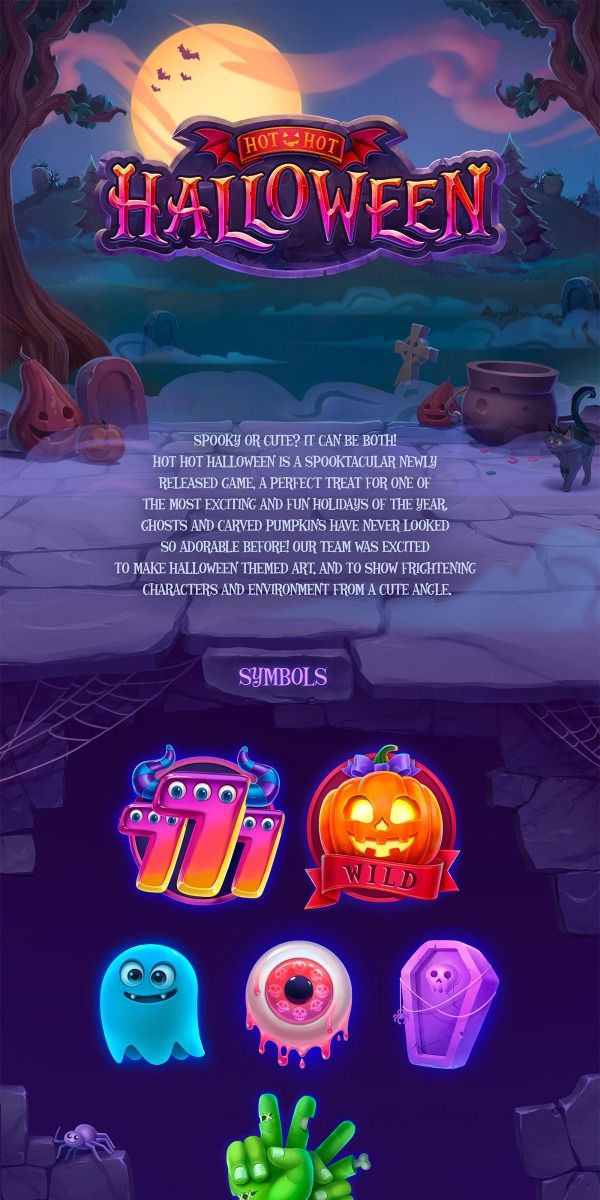 HOT HOT
HALLOWEEN
SPOOKY OR CUTE? IT CAN BE BOTH!
HOT HOT HALLOWEEN IS A SPOOKTACULAR NEWLY
RELEASED GAME, A PERFECT TREAT FOR ONE OF
THE MOST EXCITING AND FUN HOLIDAYS OF THE YEAR.
GHOSTS AND CARVED PUMPKINS HAVE NEVER LOOKED
SO ADORABLE BEFORE! OUR TEAM WAS EXCITED
TO MAKE HALLOWEEN THEMED ART, AND TO SHOW FRIGHTENING
CHARACTERS AND ENVIRONMENT FROM A CUTE ANGLE.
SYMBOLS
777
WILD